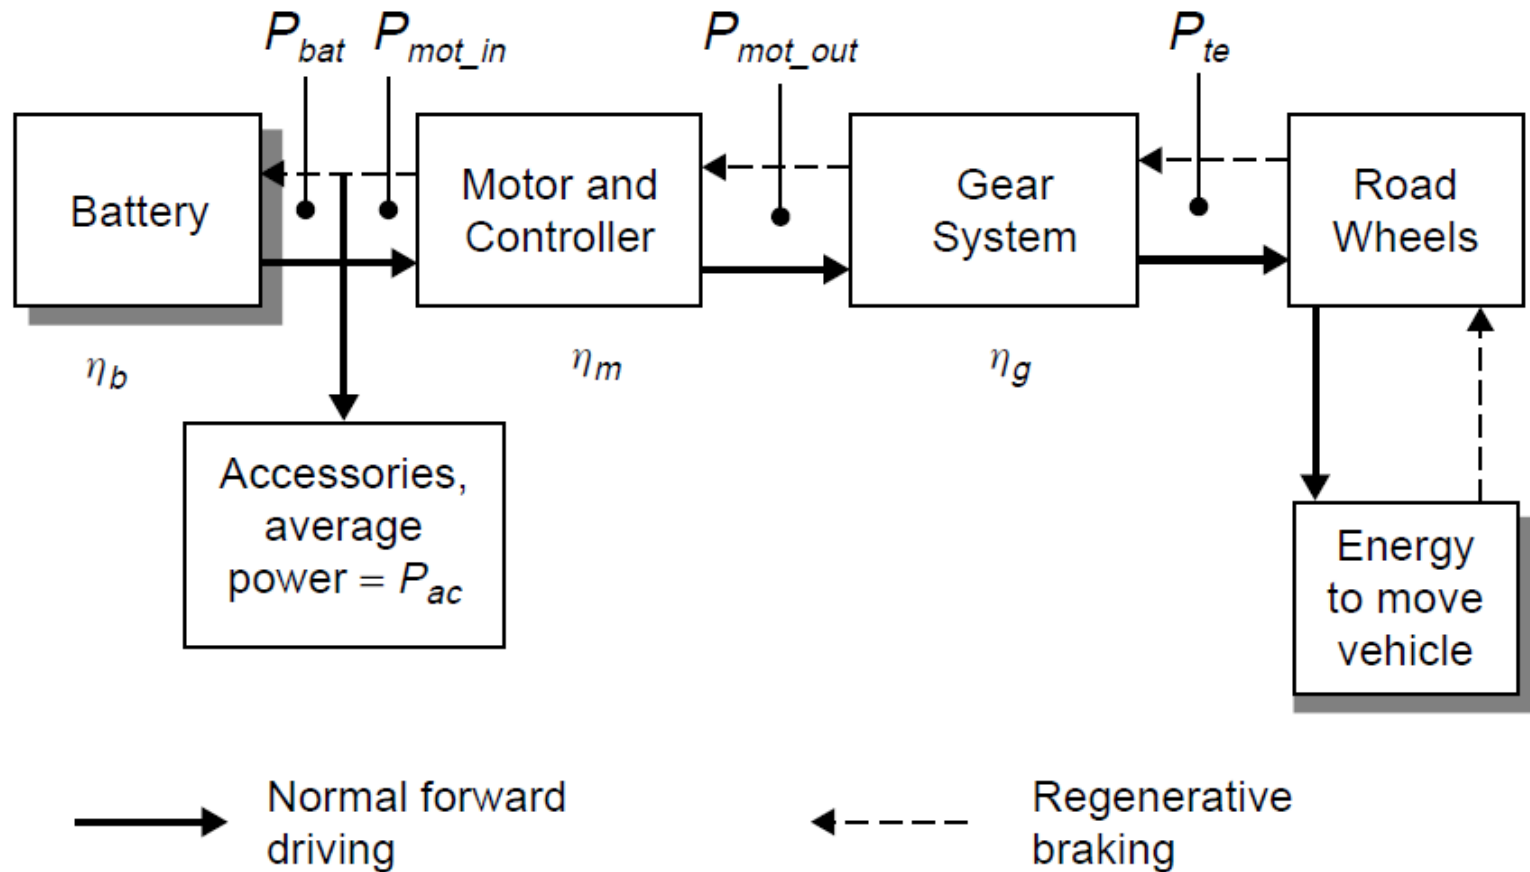 P_bat P_mot_in P_mot_out P_te
Battery
Motor and
Controller
Gear
System
Road
Wheels
η_b
η_m
η_g
Accessories,
average
power = P_ac
Energy
to move
vehicle
Normal forward
driving
Regenerative
braking